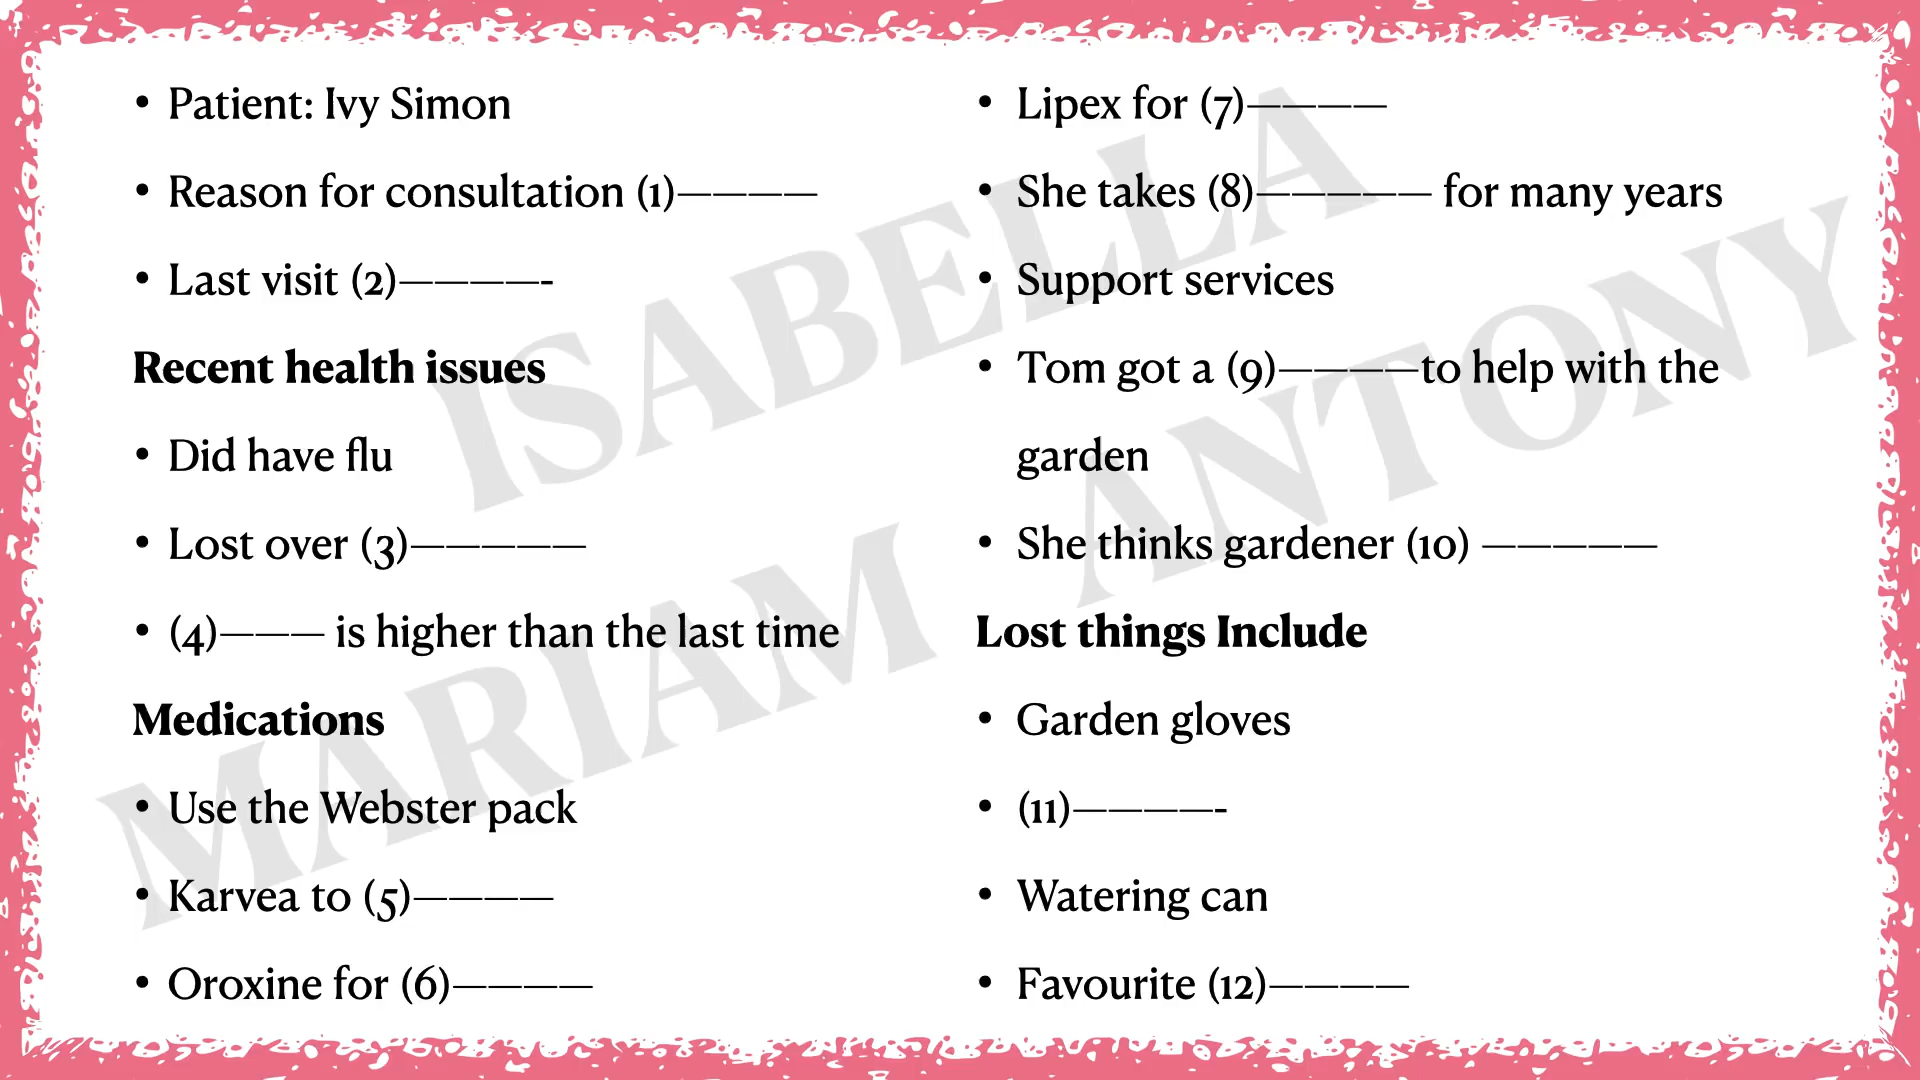 • Patient: Ivy Simon
• Reason for consultation (1)————
• Last visit (2)————-
Recent health issues
• Did have flu
• Lost over (3)—————
• (4)——— is higher than the last time
Medications
• Use the Webster pack
• Karvea to (5)————
• Oroxine for (6)————
• Lipex for (7)————
• She takes (8)————— for many years
• Support services
• Tom got a (9)————to help with the
garden
• She thinks gardener (10) —————
Lost things Include
• Garden gloves
• (11)————-
• Watering can
• Favourite (12)————
ISABELLA
MARIAM ANTONY